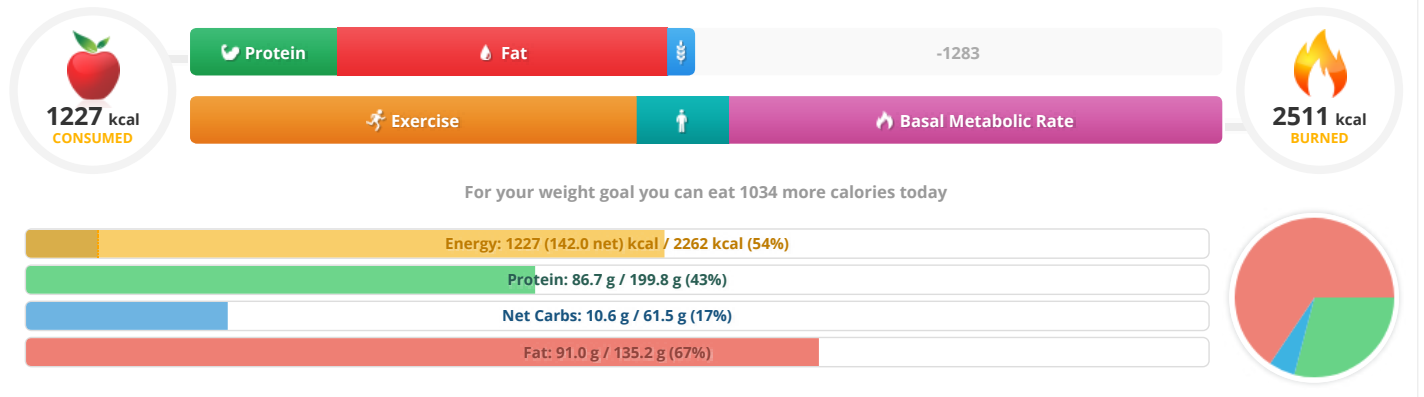 1227 kcal
CONSUMED
Protein
Fat
-1283
Exercise
Basal Metabolic Rate
2511 kcal
BURNED
For your weight goal you can eat 1034 more calories today
Energy: 1227 (142.0 net) kcal / 2262 kcal (54%)
Protein: 86.7 g / 199.8 g (43%)
Net Carbs: 10.6 g / 61.5 g (17%)
Fat: 91.0 g / 135.2 g (67%)